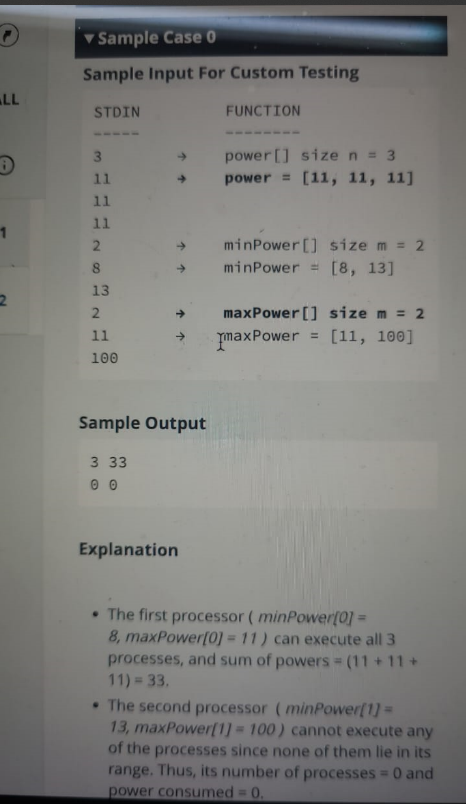 ▼ Sample Case 0
Sample Input For Custom Testing
STDIN FUNCTION
----- --------
3 → power[] size n = 3
11 → power = [11, 11, 11]
11
11
2 → minPower[] size m = 2
8 → minPower = [8, 13]
13
2 → maxPower[] size m = 2
11 → maxPower = [11, 100]
100
Sample Output
3 33
0 0
Explanation
• The first processor ( minPower[0] =
8, maxPower[0] = 11 ) can execute all 3
processes, and sum of powers = (11 + 11 +
11) = 33.
• The second processor ( minPower[1] =
13, maxPower[1] = 100 ) cannot execute any
of the processes since none of them lie in its
range. Thus, its number of processes = 0 and
power consumed = 0.
LL
i
1
2